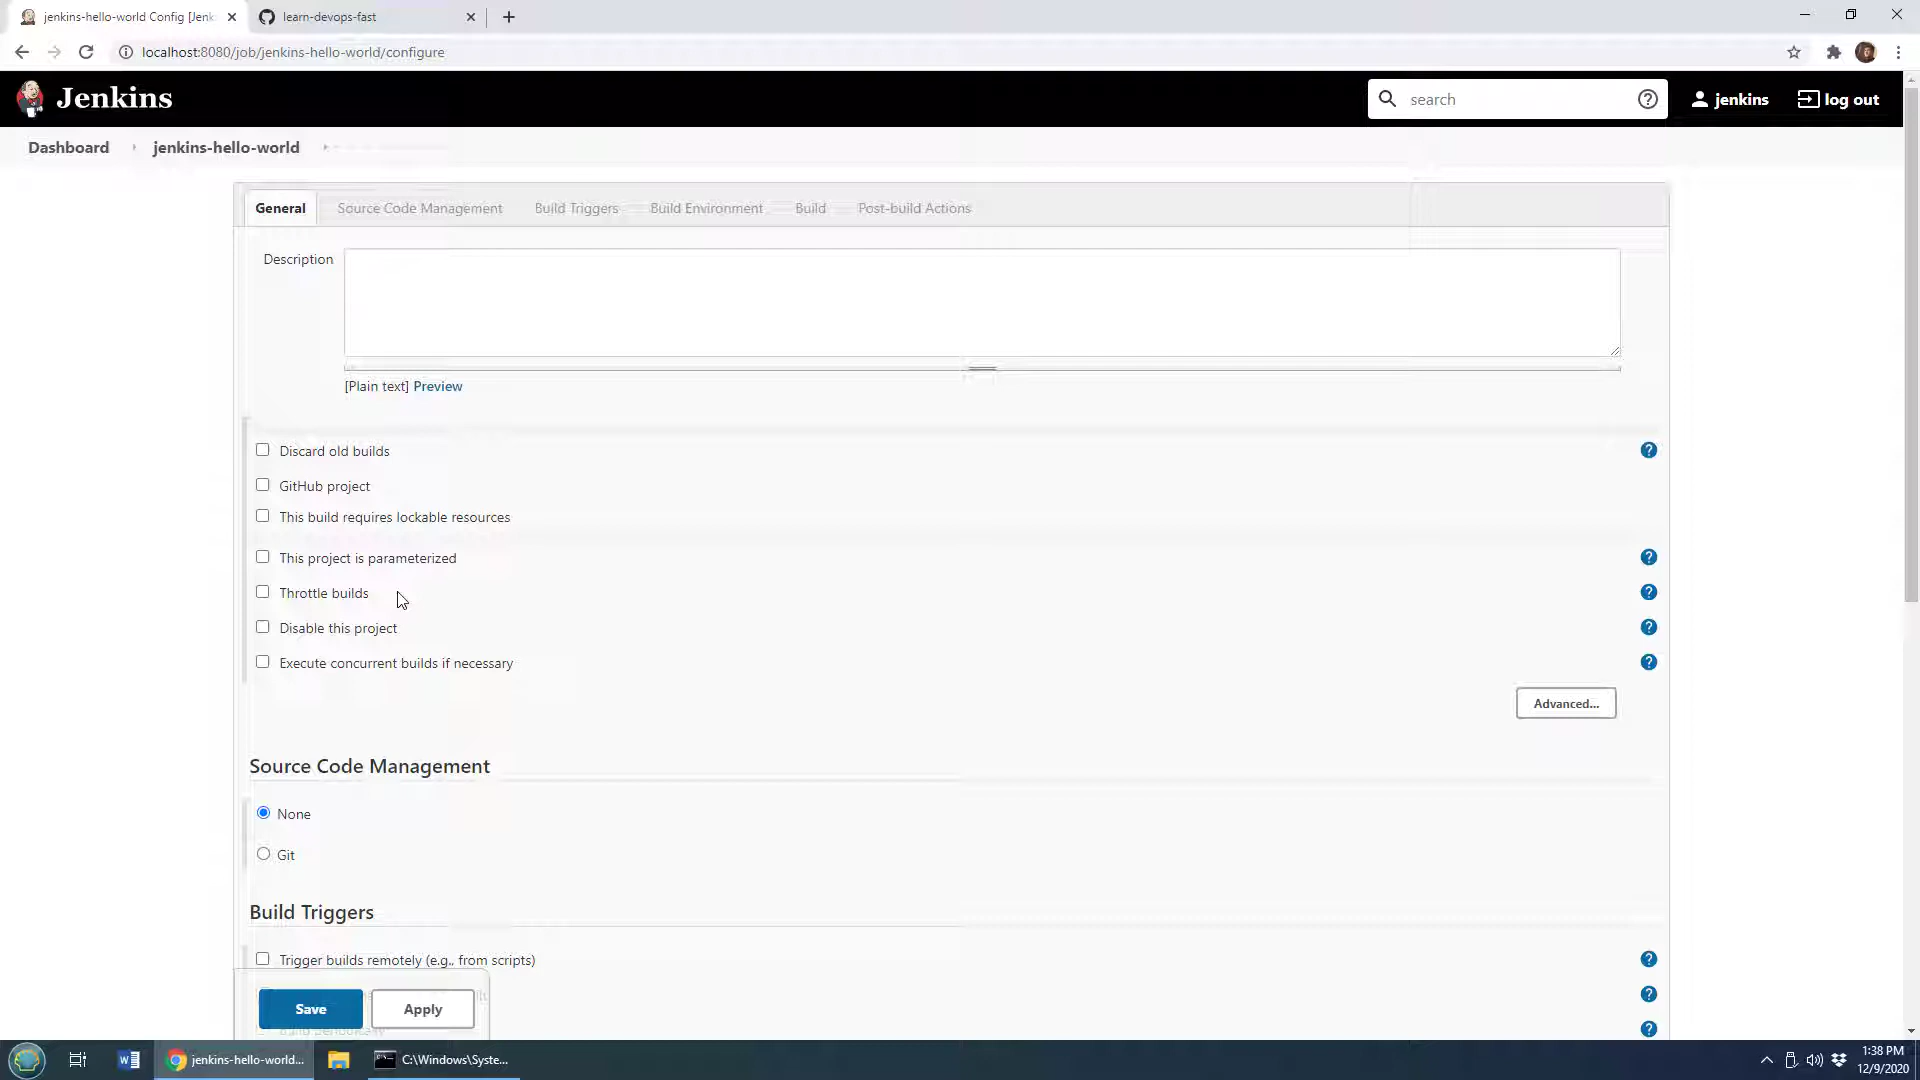 jenkins-hello-world Config [Jenk
learn-devops-fast
localhost:8080/job/jenkins-hello-world/configure
Jenkins
search
jenkins
log out
Dashboard
jenkins-hello-world
General
Source Code Management
Build Triggers
Build Environment
Build
Post-build Actions
Description
[Plain text] Preview
Discard old builds
GitHub project
This build requires lockable resources
This project is parameterized
Throttle builds
Disable this project
Execute concurrent builds if necessary
Advanced...
Source Code Management
None
Git
Build Triggers
Trigger builds remotely (e.g., from scripts)
Save
Apply
jenkins-hello-world...
C:\Windows\Syste...
1:38 PM
12/9/2020